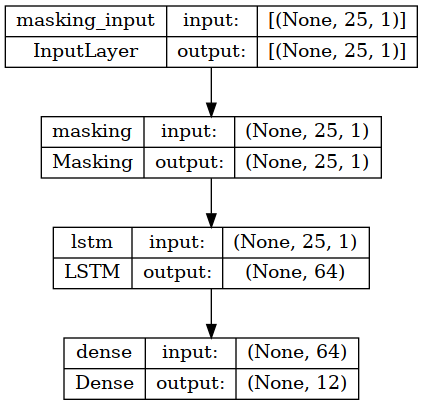 masking_input input: [(None, 25, 1)]
InputLayer output: [(None, 25, 1)]
masking input: (None, 25, 1)
Masking output: (None, 25, 1)
lstm input: (None, 25, 1)
LSTM output: (None, 64)
dense input: (None, 64)
Dense output: (None, 12)